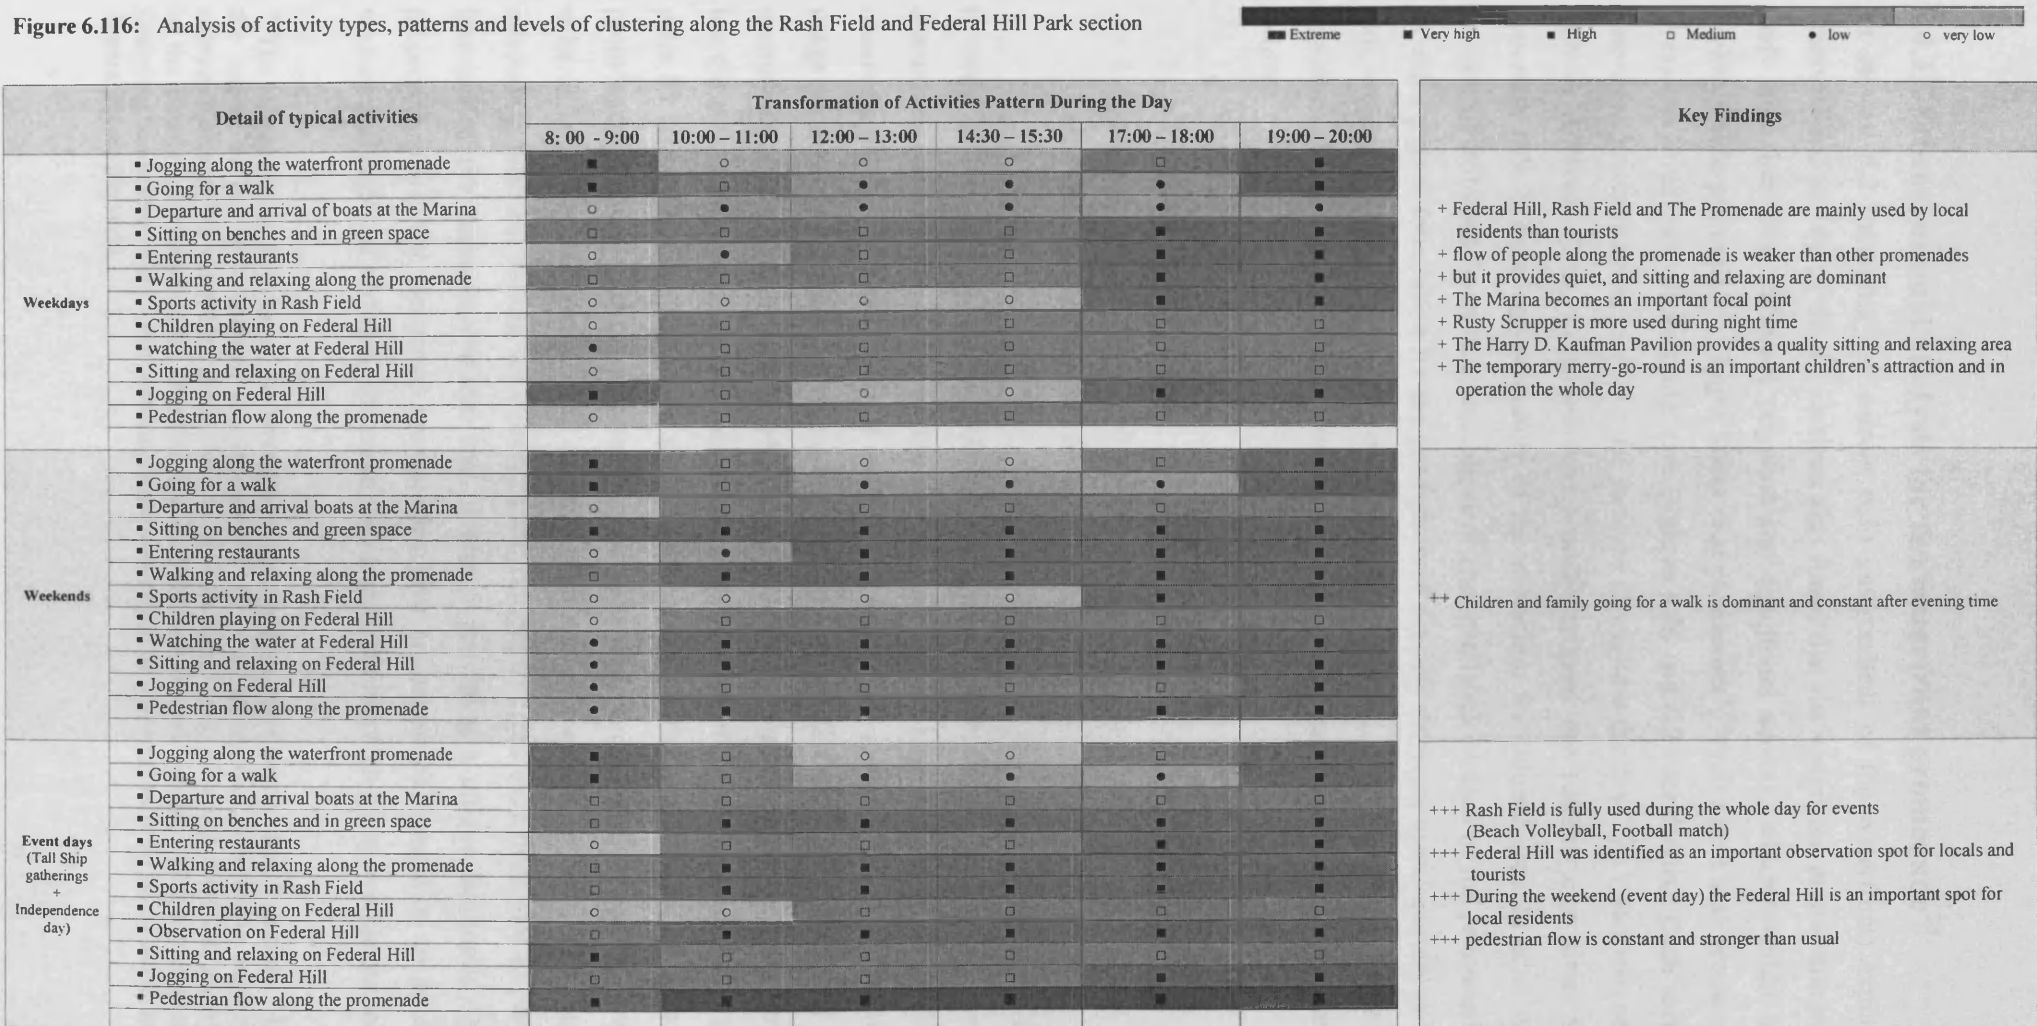 Figure 6.116: Analysis of activity types, patterns and levels of clustering along the Rash Field and Federal Hill Park section
■■ Extreme ■ Very high ■ High □ Medium ● low ○ very low
Detail of typical activities
Transformation of Activities Pattern During the Day
Key Findings
8: 00 - 9:00 10:00 – 11:00 12:00 – 13:00 14:30 – 15:30 17:00 – 18:00 19:00 – 20:00
Weekdays
▪ Jogging along the waterfront promenade ■ ○ ○ ○ □ ■
▪ Going for a walk ■ □ ● ● ● ■
▪ Departure and arrival of boats at the Marina ○ ● ● ● ● ●
▪ Sitting on benches and in green space □ □ □ □ ■ ■
▪ Entering restaurants ○ ● □ □ ■ ■
▪ Walking and relaxing along the promenade □ □ □ □ ■ ■
▪ Sports activity in Rash Field ○ ○ ○ ○ ■ ■
▪ Children playing on Federal Hill ○ □ □ □ □ □
▪ watching the water at Federal Hill ● □ □ □ □ □
▪ Sitting and relaxing on Federal Hill ○ □ □ □ □ □
▪ Jogging on Federal Hill ■ □ ○ ○ ■ ■
▪ Pedestrian flow along the promenade ○ □ □ □ □ □
+ Federal Hill, Rash Field and The Promenade are mainly used by local
residents than tourists
+ flow of people along the promenade is weaker than other promenades
+ but it provides quiet, and sitting and relaxing are dominant
+ The Marina becomes an important focal point
+ Rusty Scrupper is more used during night time
+ The Harry D. Kaufman Pavilion provides a quality sitting and relaxing area
+ The temporary merry-go-round is an important children's attraction and in
operation the whole day
Weekends
▪ Jogging along the waterfront promenade ■ □ ○ ○ □ ■
▪ Going for a walk ■ □ ● ● ● ■
▪ Departure and arrival boats at the Marina ○ □ □ □ □ □
▪ Sitting on benches and green space ■ ■ ■ ■ ■ ■
▪ Entering restaurants ○ ● ■ ■ ■ ■
▪ Walking and relaxing along the promenade □ ■ ■ ■ ■ ■
▪ Sports activity in Rash Field ○ ○ ○ ○ ■ ■
▪ Children playing on Federal Hill ○ □ □ □ □ □
▪ Watching the water at Federal Hill ● ■ ■ ■ ■ ■
▪ Sitting and relaxing on Federal Hill ● ■ ■ ■ ■ ■
▪ Jogging on Federal Hill ● □ □ □ □ ■
▪ Pedestrian flow along the promenade ● ■ ■ ■ ■ ■
++ Children and family going for a walk is dominant and constant after evening time
Event days
(Tall Ship
gatherings
+
Independence
day)
▪ Jogging along the waterfront promenade ■ □ ○ ○ □ ■
▪ Going for a walk ■ □ ● ● ● ■
▪ Departure and arrival boats at the Marina □ □ □ □ □ □
▪ Sitting on benches and in green space □ ■ ■ ■ ■ ■
▪ Entering restaurants ○ □ □ □ ■ ■
▪ Walking and relaxing along the promenade □ ■ ■ ■ ■ ■
▪ Sports activity in Rash Field □ ■ ■ ■ ■ ■
▪ Children playing on Federal Hill ○ ○ □ □ □ □
▪ Observation on Federal Hill □ ■ ■ ■ ■ ■
▪ Sitting and relaxing on Federal Hill ■ □ □ □ □ □
▪ Jogging on Federal Hill □ □ □ □ ■ ■
▪ Pedestrian flow along the promenade ■ ■ ■ ■ ■ ■
+++ Rash Field is fully used during the whole day for events
(Beach Volleyball, Football match)
+++ Federal Hill was identified as an important observation spot for locals and
tourists
+++ During the weekend (event day) the Federal Hill is an important spot for
local residents
+++ pedestrian flow is constant and stronger than usual